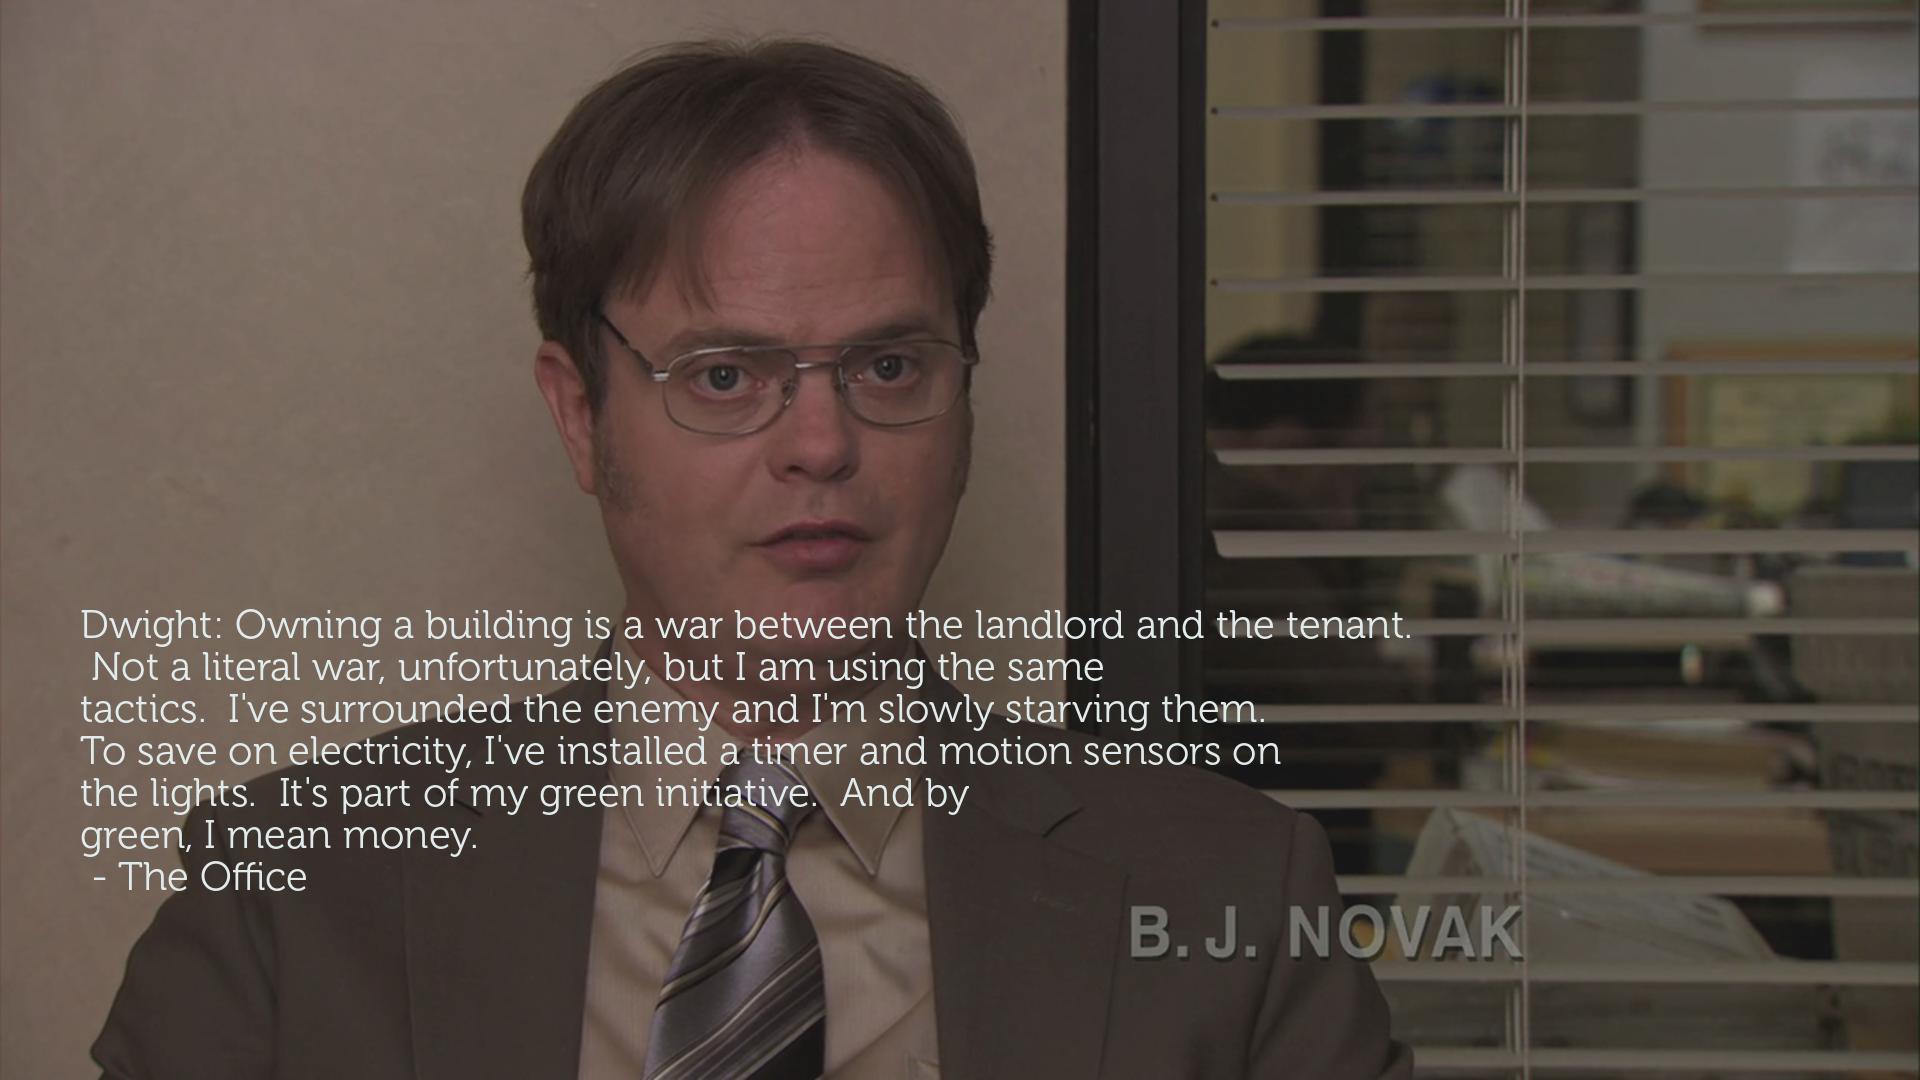 Dwight: Owning a building is a war between the landlord and the tenant.
Not a literal war, unfortunately, but I am using the same
tactics.  I've surrounded the enemy and I'm slowly starving them.
To save on electricity, I've installed a timer and motion sensors on
the lights.  It's part of my green initiative.  And by
green, I mean money.
- The Office
B. J. NOVAK